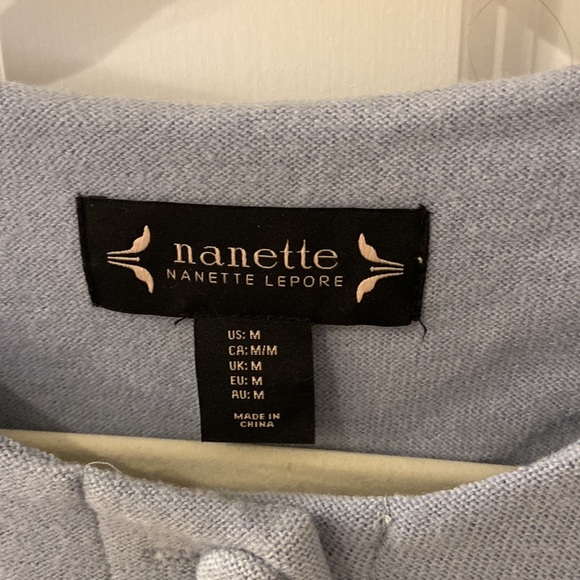 nanette
NANETTE LEPORE
US: M
CA: M/M
UK: M
EU: M
AU: M
MADE IN
CHINA